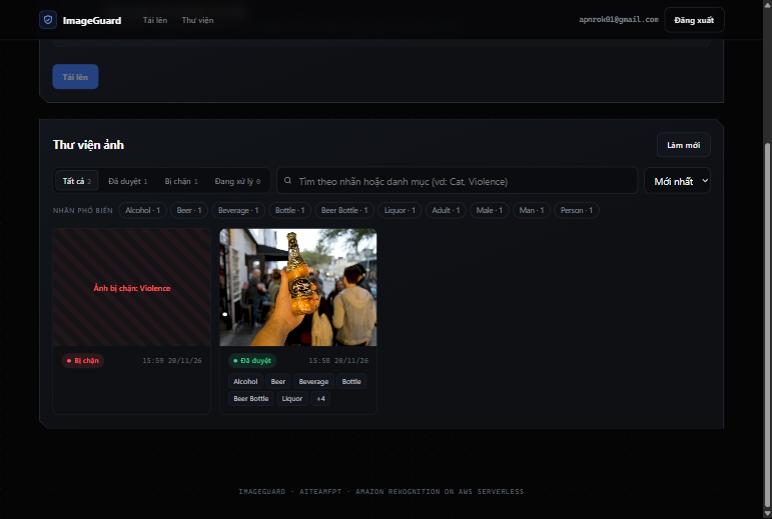 ImageGuard Tải lên Thư viện apnrok01@gmail.com Đăng xuất
Tải lên
Thư viện ảnh Làm mới
Tất cả 2 Đã duyệt 1 Bị chặn 1 Đang xử lý 0 Tìm theo nhãn hoặc danh mục (vd: Cat, Violence) Mới nhất
NHÃN PHỔ BIẾN Alcohol · 1 Beer · 1 Beverage · 1 Bottle · 1 Beer Bottle · 1 Liquor · 1 Adult · 1 Male · 1 Man · 1 Person · 1
Ảnh bị chặn: Violence
Bị chặn 15:59 20/11/26
Đã duyệt 15:58 20/11/26
Alcohol Beer Beverage Bottle
Beer Bottle Liquor +4
IMAGEGUARD · AITEAMFPT · AMAZON REKOGNITION ON AWS SERVERLESS